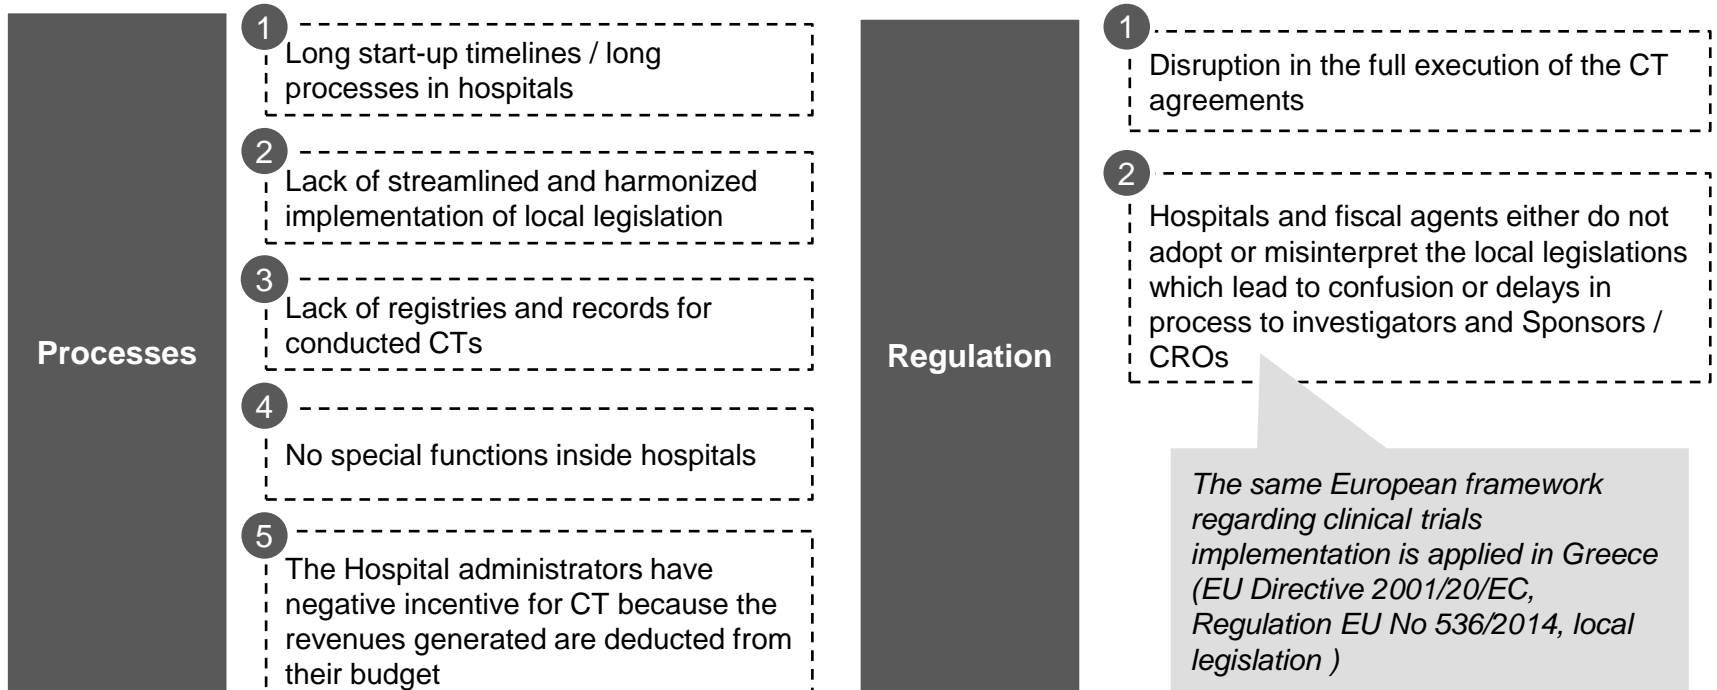 Processes
1
Long start-up timelines / long
processes in hospitals
2
Lack of streamlined and harmonized
implementation of local legislation
3
Lack of registries and records for
conducted CTs
4
No special functions inside hospitals
5
The Hospital administrators have
negative incentive for CT because the
revenues generated are deducted from
their budget
Regulation
1
Disruption in the full execution of the CT
agreements
2
Hospitals and fiscal agents either do not
adopt or misinterpret the local legislations
which lead to confusion or delays in
process to investigators and Sponsors /
CROs
The same European framework
regarding clinical trials
implementation is applied in Greece
(EU Directive 2001/20/EC,
Regulation EU No 536/2014, local
legislation )